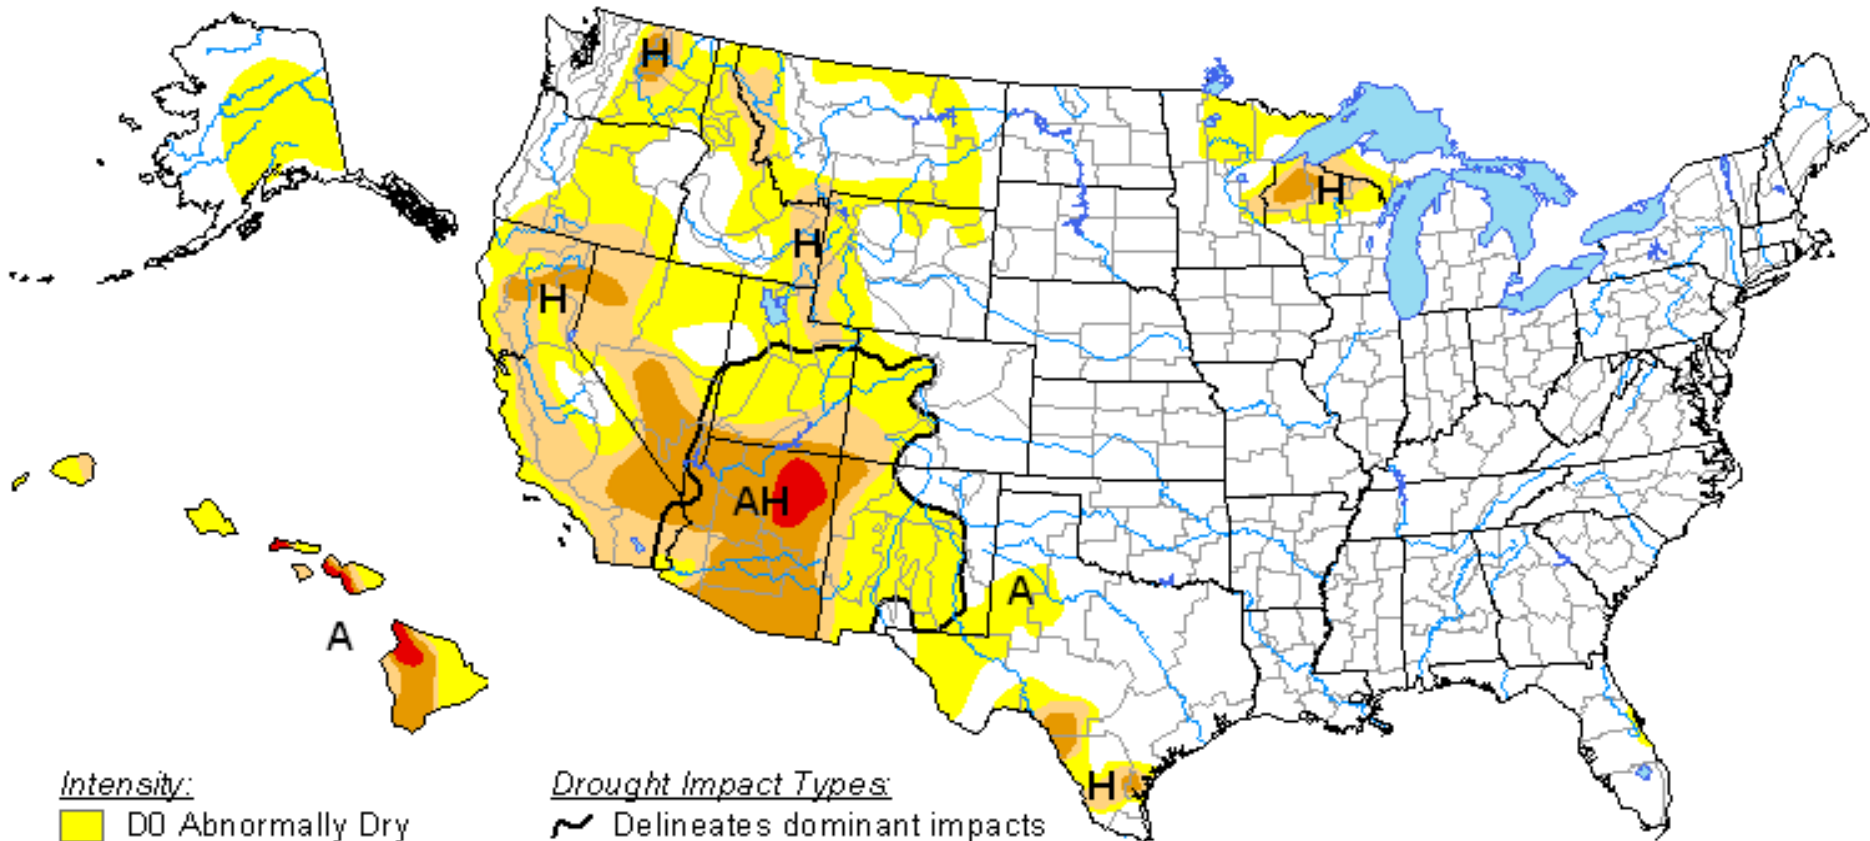 H
H
H
H
AH
A
A
H
Intensity:
D0 Abnormally Dry
Drought Impact Types:
Delineates dominant impacts